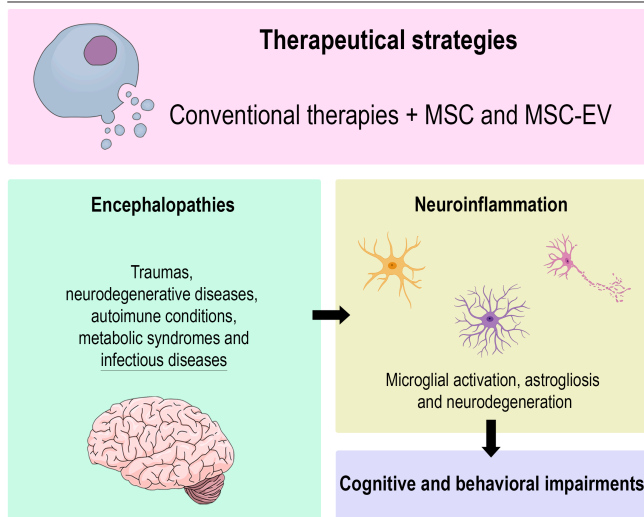 Therapeutical strategies
Conventional therapies + MSC and MSC-EV
Encephalopathies
Traumas,
neurodegenerative diseases,
autoimune conditions,
metabolic syndromes and
infectious diseases
Neuroinflammation
Microglial activation, astrogliosis
and neurodegeneration
Cognitive and behavioral impairments